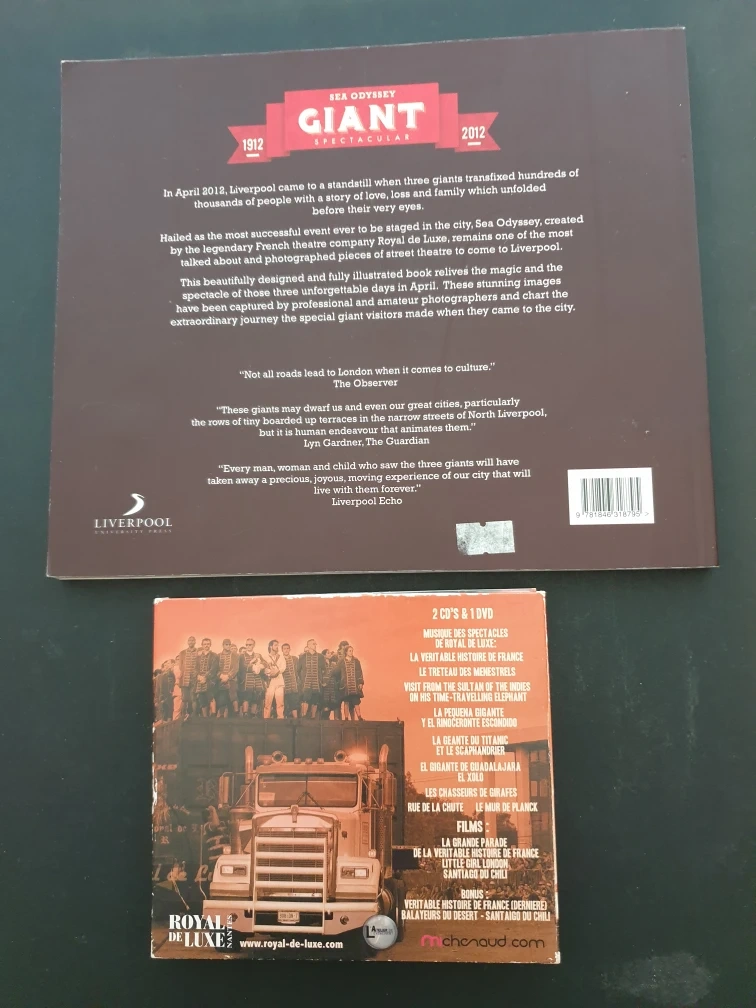 SEA ODYSSEY
GIANT
SPECTACULAR
1912
2012
In April 2012, Liverpool came to a standstill when three giants transfixed hundreds of
thousands of people with a story of love, loss and family which unfolded
before their very eyes.
Hailed as the most successful event ever to be staged in the city, Sea Odyssey, created
by the legendary French theatre company Royal de Luxe, remains one of the most
talked about and photographed pieces of street theatre to come to Liverpool.
This beautifully designed and fully illustrated book relives the magic and the
spectacle of those three unforgettable days in April. These stunning images
have been captured by professional and amateur photographers and chart the
extraordinary journey the special giant visitors made when they came to the city.
“Not all roads lead to London when it comes to culture.”
The Observer
“These giants may dwarf us and even our great cities, particularly
the rows of tiny boarded up terraces in the narrow streets of North Liverpool,
but it is human endeavour that animates them.”
Lyn Gardner, The Guardian
“Every man, woman and child who saw the three giants will have
taken away a precious, joyous, moving experience of our city that will
live with them forever.”
Liverpool Echo
LIVERPOOL
UNIVERSITY PRESS
9 781846 318795 >
2 CD'S & 1 DVD
MUSIQUE DES SPECTACLES
DE ROYAL DE LUXE:
LA VERITABLE HISTOIRE DE FRANCE
LE TRETEAU DES MENESTRELS
VISIT FROM THE SULTAN OF THE INDIES
ON HIS TIME-TRAVELLING ELEPHANT
LA PEQUENA GIGANTE
Y EL RINOCERONTE ESCONDIDO
LA GEANTE DU TITANIC
ET LE SCAPHANDRIER
EL GIGANTE DE GUADALAJARA
EL XOLO
LES CHASSEURS DE GIRAFES
RUE DE LA CHUTE LE MUR DE PLANCK
FILMS :
LA GRANDE PARADE
DE LA VERITABLE HISTOIRE DE FRANCE
LITTLE GIRL LONDON
SANTIAGO DU CHILI
BONUS :
VERITABLE HISTOIRE DE FRANCE (DERNIERE)
BALAYEURS DU DESERT - SANTAIGO DU CHILI
ROYAL
DE LUXE
NANTES
www.royal-de-luxe.com
michenaud.com